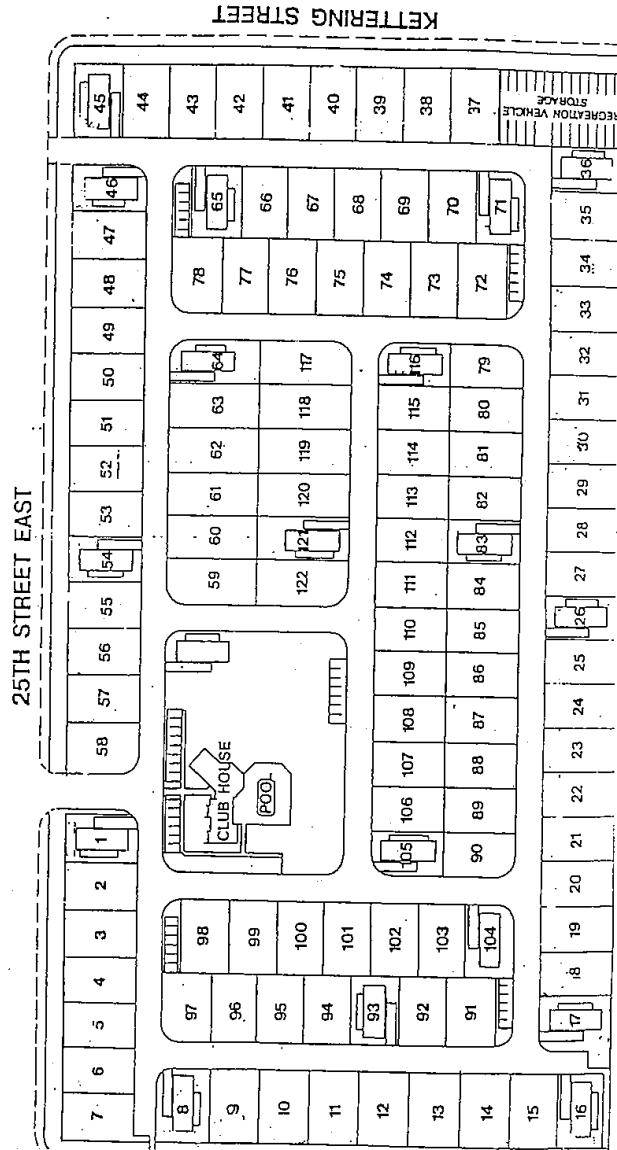 KETTERING STREET
25TH STREET EAST
45 44 43 42 41 40 39 38 37
RECREATION VEHICLE
STORAGE
46 47 48 49 50 51 52 53 54 55 56 57 58
65 66 67 68 69 70 71
78 77 76 75 74 73 72
36 35 34 33 32 31 30 29 28 27 26 25 24 23 22 21 20 19 18 17
64 63 62 61 60 59
117 118 119 120 121 122
116 115 114 113 112 111 110 109 108 107 106 105
79 80 81 82 83 84 85 86 87 88 89 90
CLUB HOUSE
POO
1 2 3 4 5 6 7
98 99 100 101 102 103 104
97 96 95 94 93 92 91
8 9 10 11 12 13 14 15 16